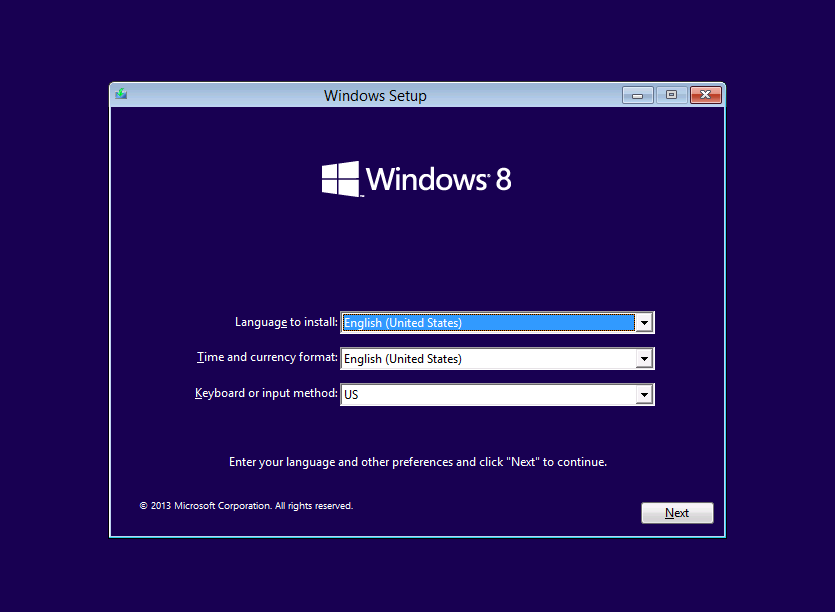 Windows Setup
Windows 8
Language to install: English (United States)
Time and currency format: English (United States)
Keyboard or input method: US
Enter your language and other preferences and click "Next" to continue.
© 2013 Microsoft Corporation. All rights reserved.
Next